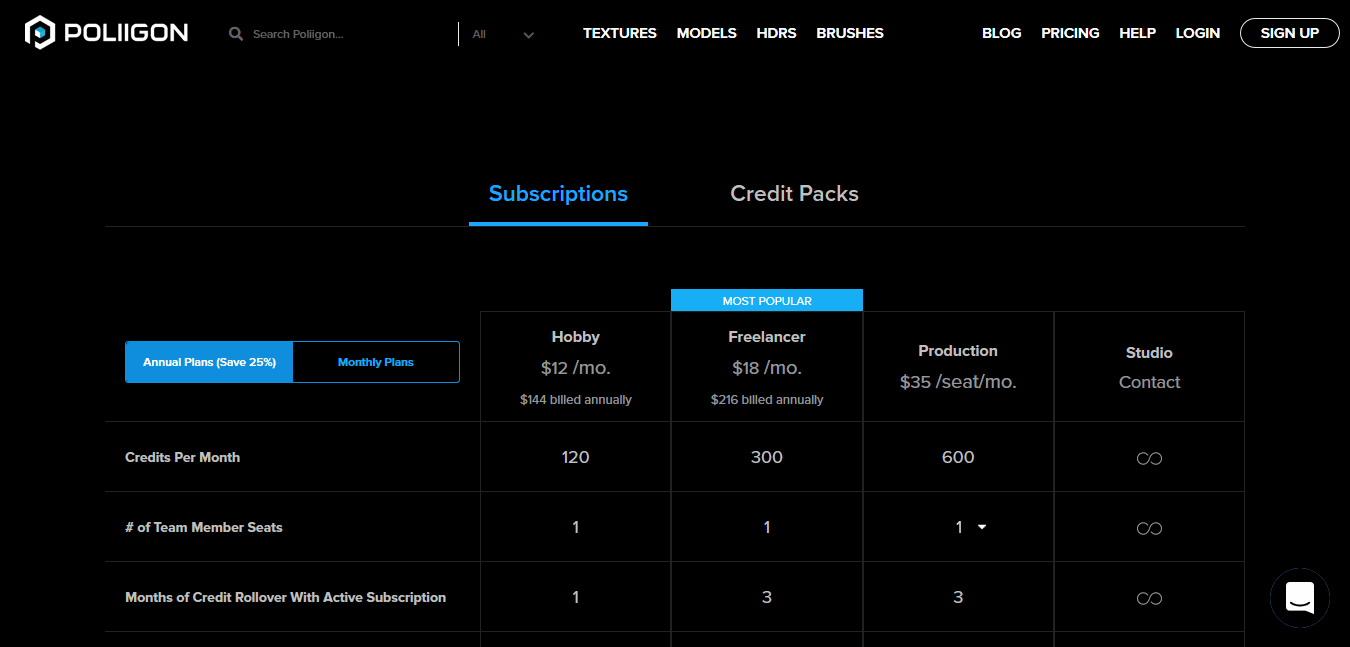 POLIIGON
Search Poliigon...
All
TEXTURES MODELS HDRS BRUSHES
BLOG PRICING HELP LOGIN SIGN UP
Subscriptions Credit Packs
MOST POPULAR
Annual Plans (Save 25%) Monthly Plans
Hobby
$12 /mo.
$144 billed annually
Freelancer
$18 /mo.
$216 billed annually
Production
$35 /seat/mo.
Studio
Contact
Credits Per Month 120 300 600 ∞
# of Team Member Seats 1 1 1 ∞
Months of Credit Rollover With Active Subscription 1 3 3 ∞